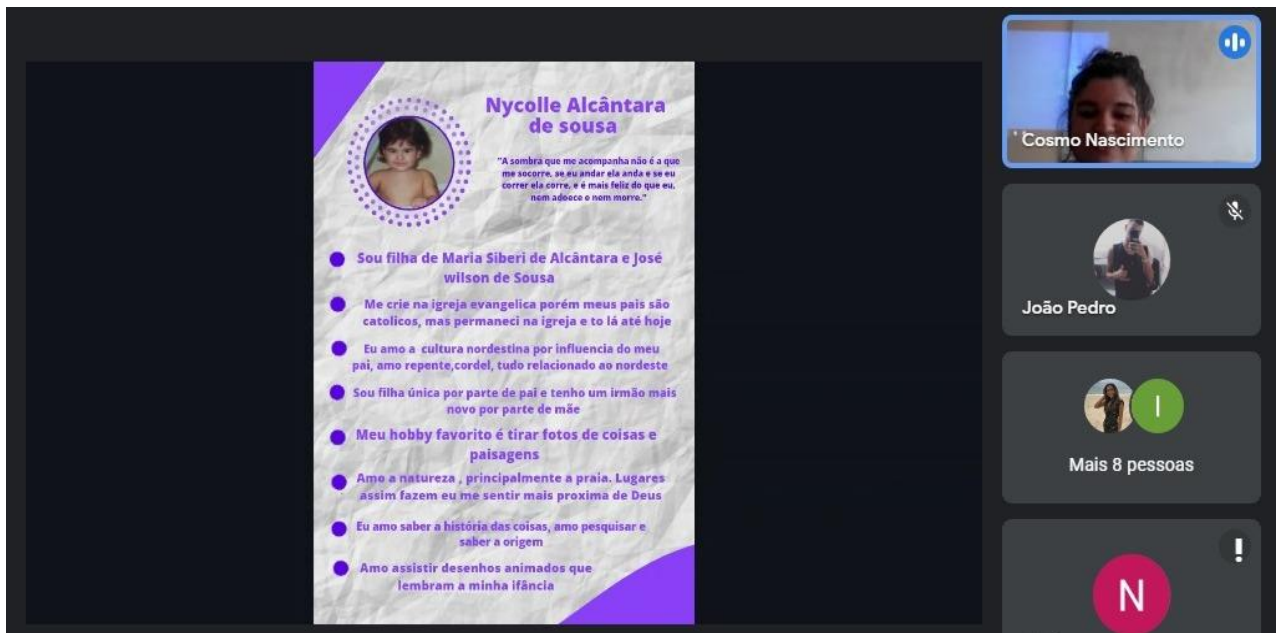 Nycolle Alcântara
de sousa
"A sombra que me acompanha não é a que
me socorre, se eu andar ela anda e se eu
correr ela corre, e é mais feliz do que eu,
nem adoece e nem morre."
Sou filha de Maria Siberi de Alcântara e José
wilson de Sousa
Me crie na igreja evangelica porém meus pais são
catolicos, mas permaneci na igreja e to lá até hoje
Eu amo a cultura nordestina por influencia do meu
pai, amo repente,cordel, tudo relacionado ao nordeste
Sou filha única por parte de pai e tenho um irmão mais
novo por parte de mãe
Meu hobby favorito é tirar fotos de coisas e
paisagens
Amo a natureza , principalmente a praia. Lugares
assim fazem eu me sentir mais proxima de Deus
Eu amo saber a história das coisas, amo pesquisar e
saber a origem
Amo assistir desenhos animados que
lembram a minha ifância
Cosmo Nascimento
João Pedro
I
Mais 8 pessoas
N